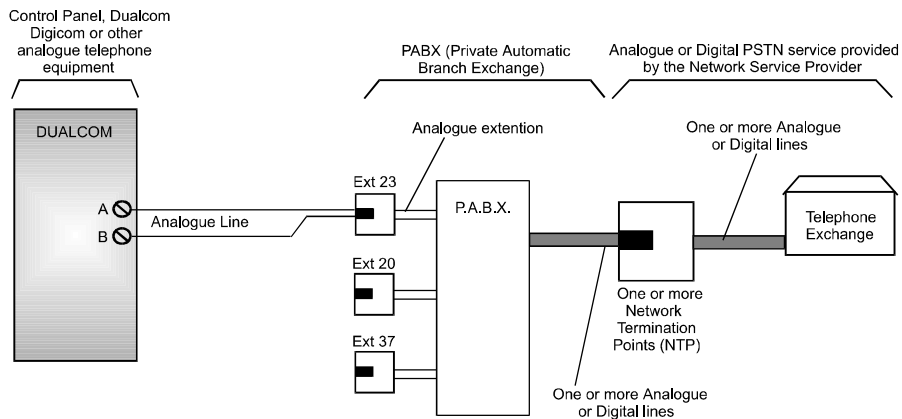 Control Panel, Dualcom
Digicom or other
analogue telephone
equipment
PABX (Private Automatic
Branch Exchange)
Analogue or Digital PSTN service provided
by the Network Service Provider
DUALCOM
Analogue extention
One or more Analogue
or Digital lines
Ext 23
A
Analogue Line
B
P.A.B.X.
Telephone
Exchange
Ext 20
One or more
Network
Termination
Points (NTP)
Ext 37
One or more Analogue
or Digital lines